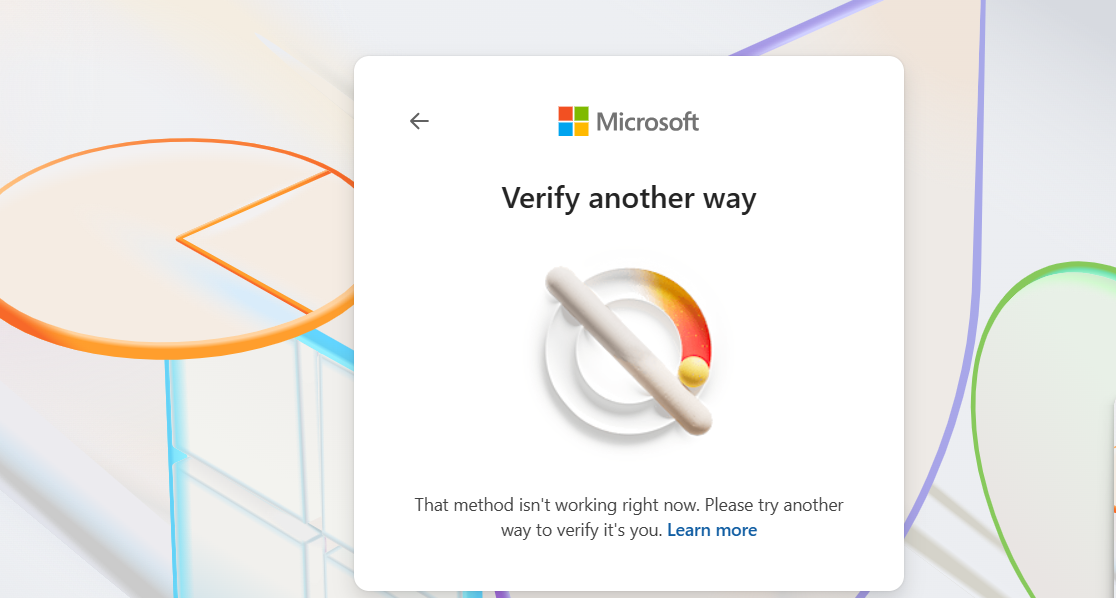 Microsoft
Verify another way
That method isn't working right now. Please try another
way to verify it's you. Learn more